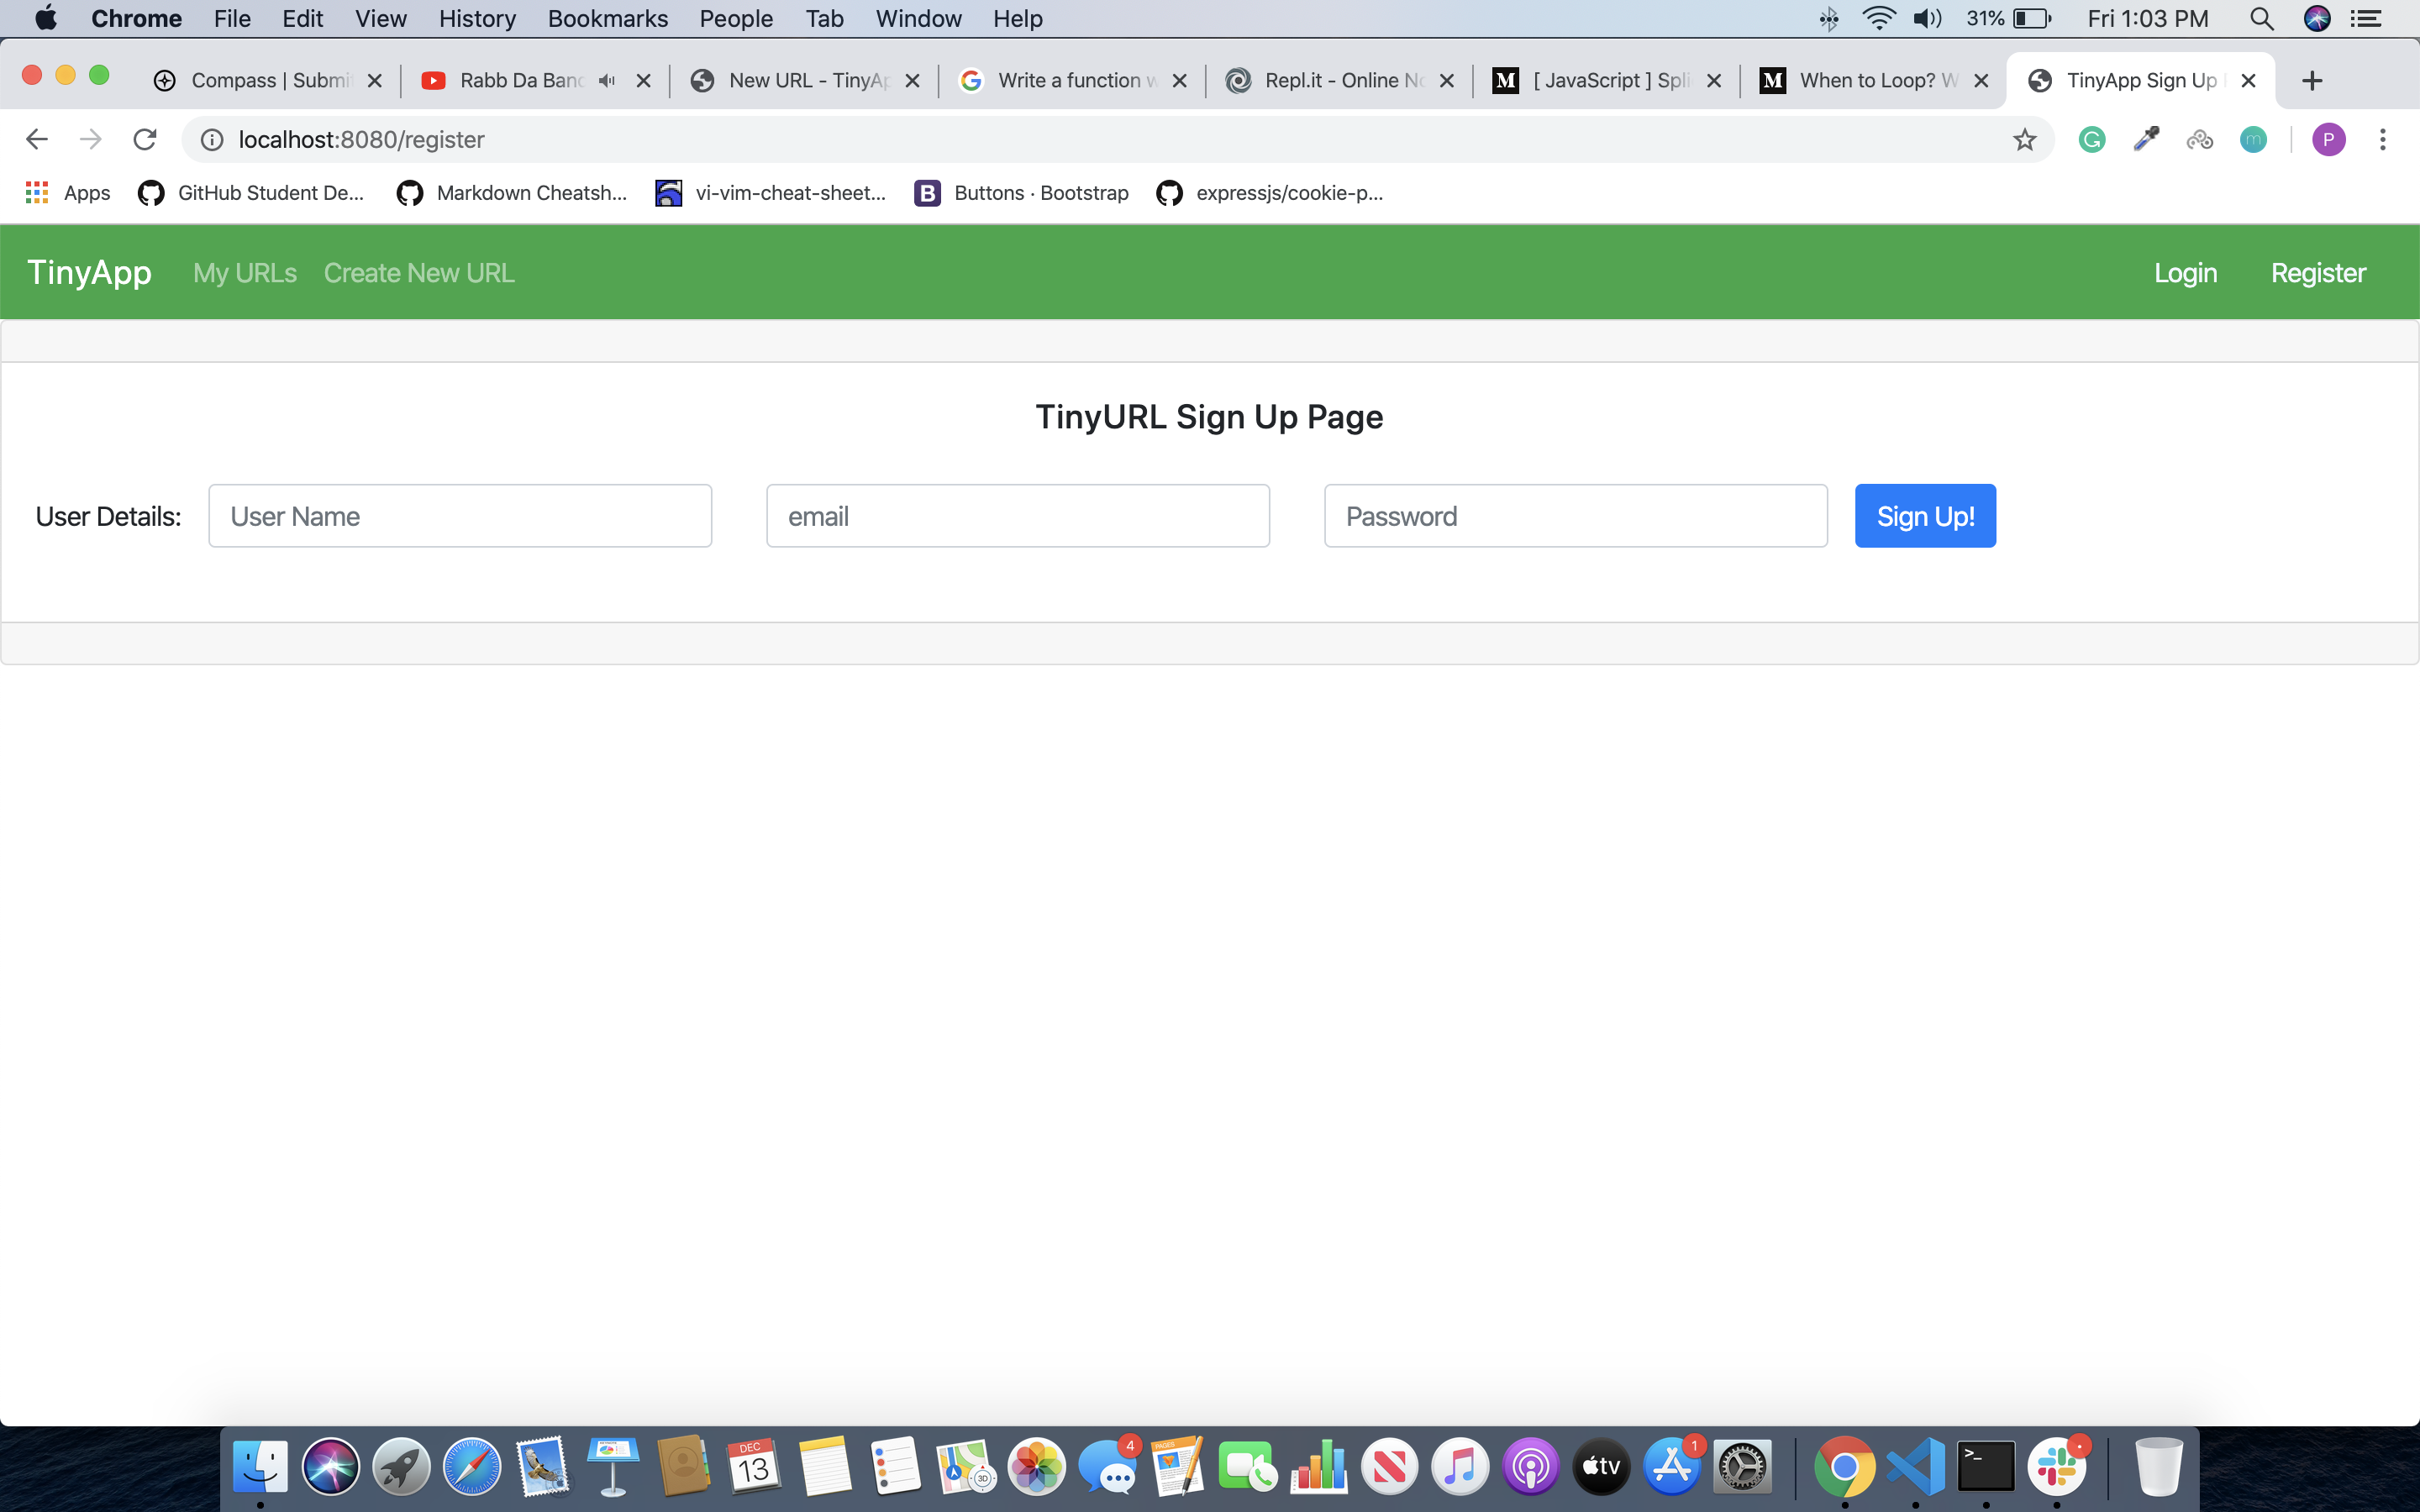 Chrome File Edit View History Bookmarks People Tab Window Help 31% Fri 1:03 PM
Compass | Submi Rabb Da Banc New URL - TinyAp Write a function w Repl.it - Online No [ JavaScript ] Spli When to Loop? W TinyApp Sign Up
localhost:8080/register P
Apps GitHub Student De... Markdown Cheatsh... vi-vim-cheat-sheet... B Buttons · Bootstrap expressjs/cookie-p...
TinyApp My URLs Create New URL Login Register
TinyURL Sign Up Page
User Details: User Name email Password Sign Up!
DEC
13
4
PAGES
3D
tv
1